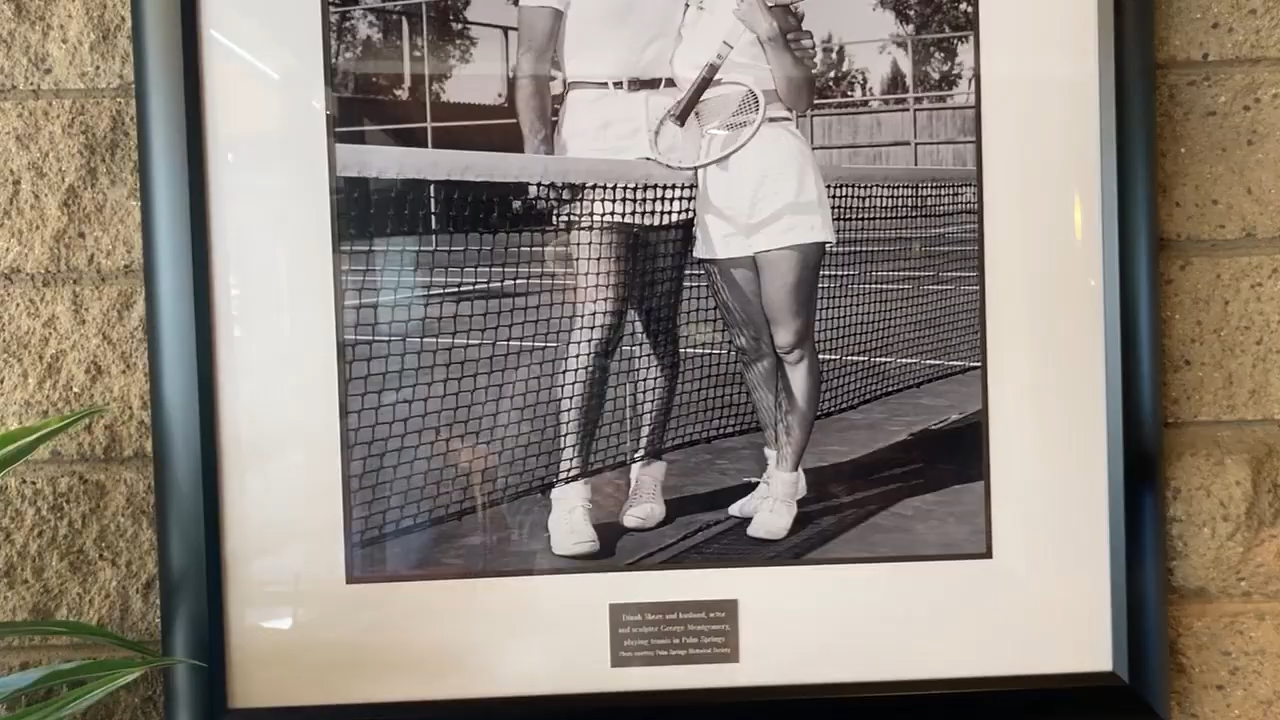 Dinah Shore and husband, actor
and sculptor George Montgomery,
playing tennis in Palm Springs
Photo courtesy Palm Springs Historical Society